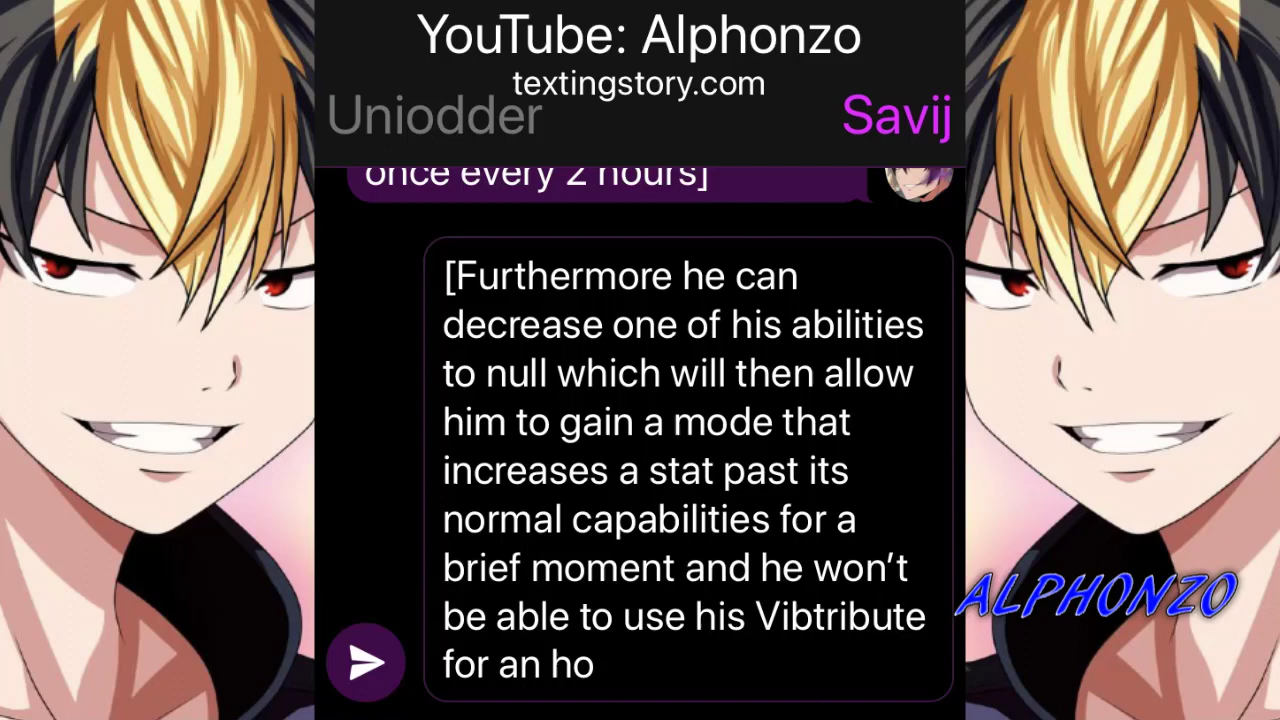 YouTube: Alphonzo
textingstory.com
Uniodder
Savij
once every 2 hours]
[Furthermore he can
decrease one of his abilities
to null which will then allow
him to gain a mode that
increases a stat past its
normal capabilities for a
brief moment and he won’t
be able to use his Vibtribute
for an ho
ALPHONZO